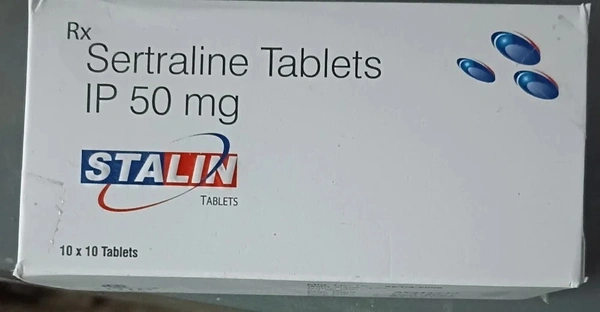 Rx
Sertraline Tablets
IP 50 mg
STALIN
TABLETS
10 x 10 Tablets